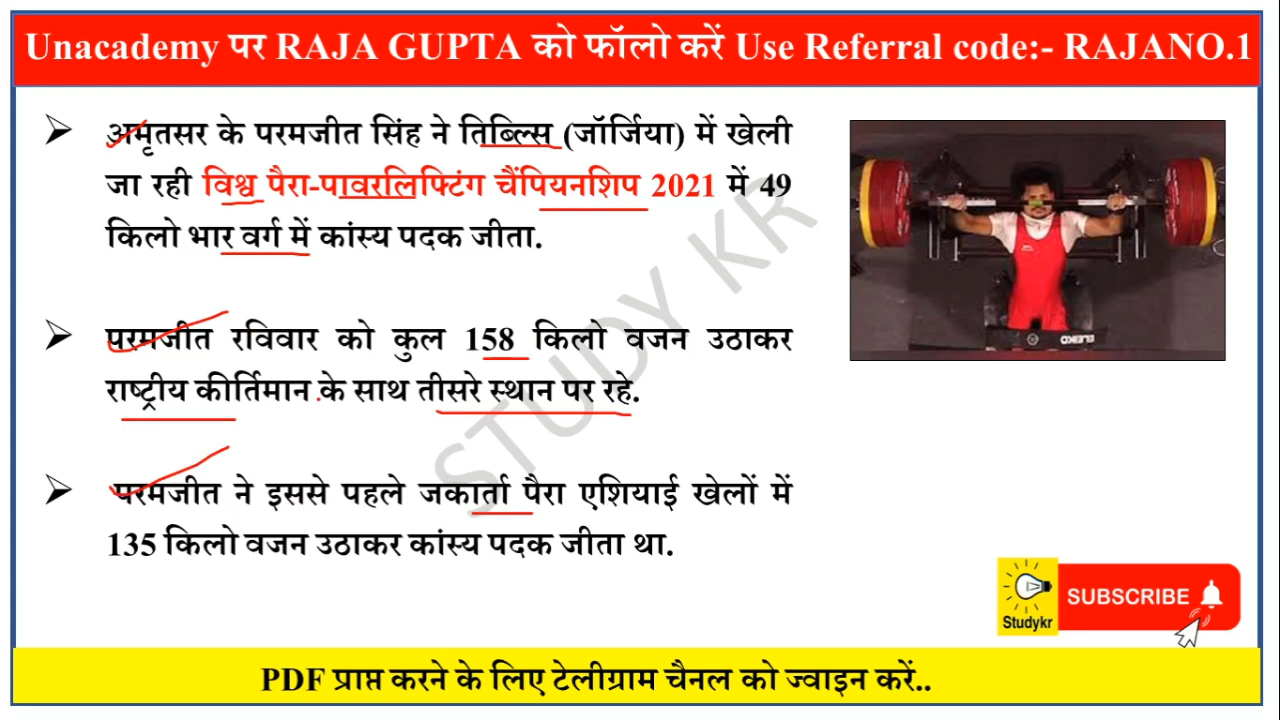 Unacademy पर RAJA GUPTA को फॉलो करें Use Referral code:- RAJANO.1
अमृतसर के परमजीत सिंह ने तिब्ल्सि (जॉर्जिया) में खेली
जा रही विश्व पैरा-पावरलिफ्टिंग चैंपियनशिप 2021 में 49
किलो भार वर्ग में कांस्य पदक जीता.
परमजीत रविवार को कुल 158 किलो वजन उठाकर
राष्ट्रीय कीर्तिमान के साथ तीसरे स्थान पर रहे.
परमजीत ने इससे पहले जकार्ता पैरा एशियाई खेलों में
135 किलो वजन उठाकर कांस्य पदक जीता था.
STUDY KR
ELEIKO
Studykr
SUBSCRIBE
PDF प्राप्त करने के लिए टेलीग्राम चैनल को ज्वाइन करें..